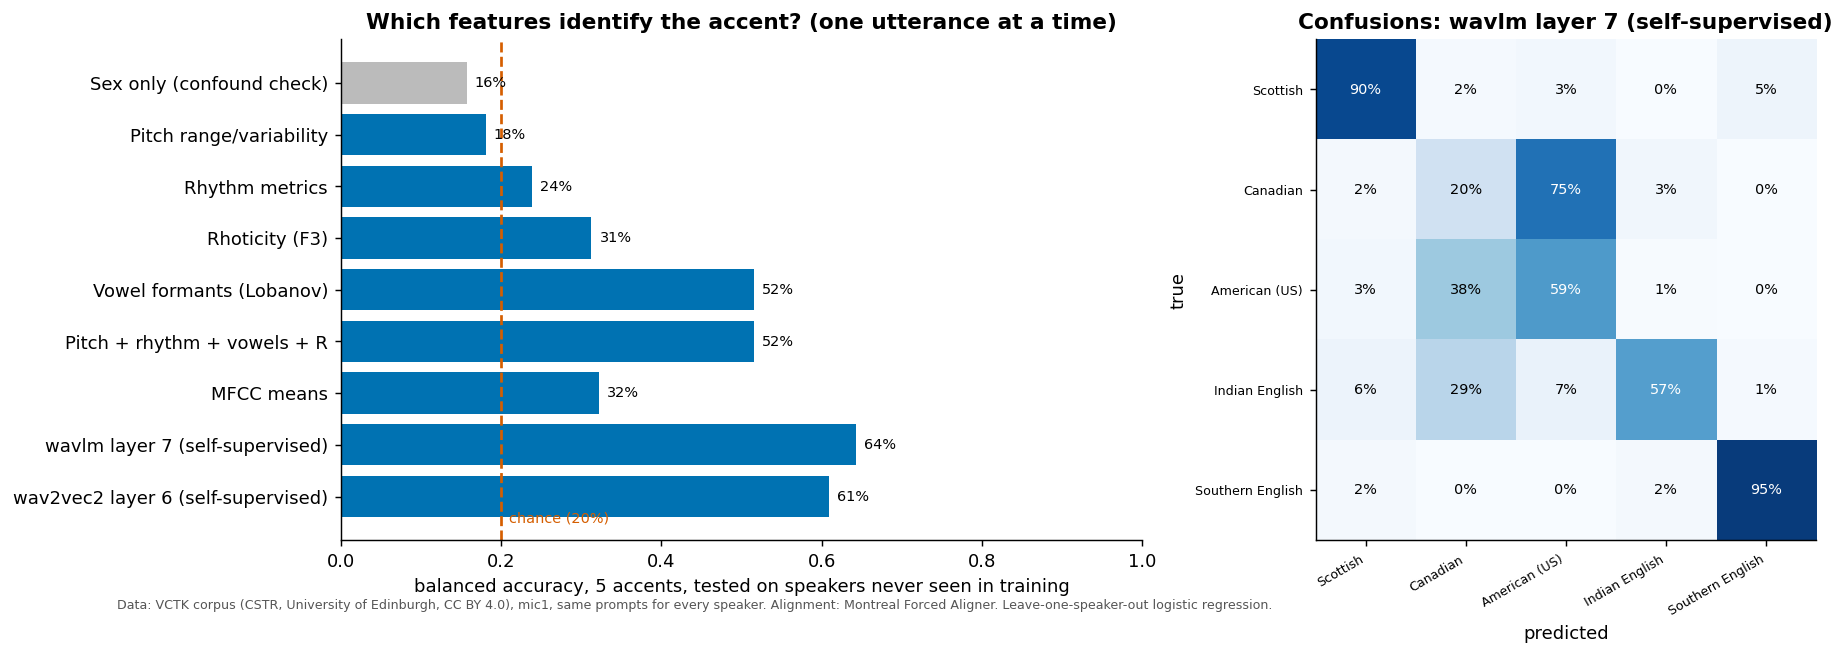 Which features identify the accent? (one utterance at a time)
Sex only (confound check)
16%
Pitch range/variability
18%
Rhythm metrics
24%
Rhoticity (F3)
31%
Vowel formants (Lobanov)
52%
Pitch + rhythm + vowels + R
52%
MFCC means
32%
wavlm layer 7 (self-supervised)
64%
wav2vec2 layer 6 (self-supervised)
61%
chance (20%)
0.0 0.2 0.4 0.6 0.8 1.0
balanced accuracy, 5 accents, tested on speakers never seen in training
Data: VCTK corpus (CSTR, University of Edinburgh, CC BY 4.0), mic1, same prompts for every speaker. Alignment: Montreal Forced Aligner. Leave-one-speaker-out logistic regression.
Confusions: wavlm layer 7 (self-supervised)
true
Scottish 90% 2% 3% 0% 5%
Canadian 2% 20% 75% 3% 0%
American (US) 3% 38% 59% 1% 0%
Indian English 6% 29% 7% 57% 1%
Southern English 2% 0% 0% 2% 95%
Scottish Canadian American (US) Indian English Southern English
predicted